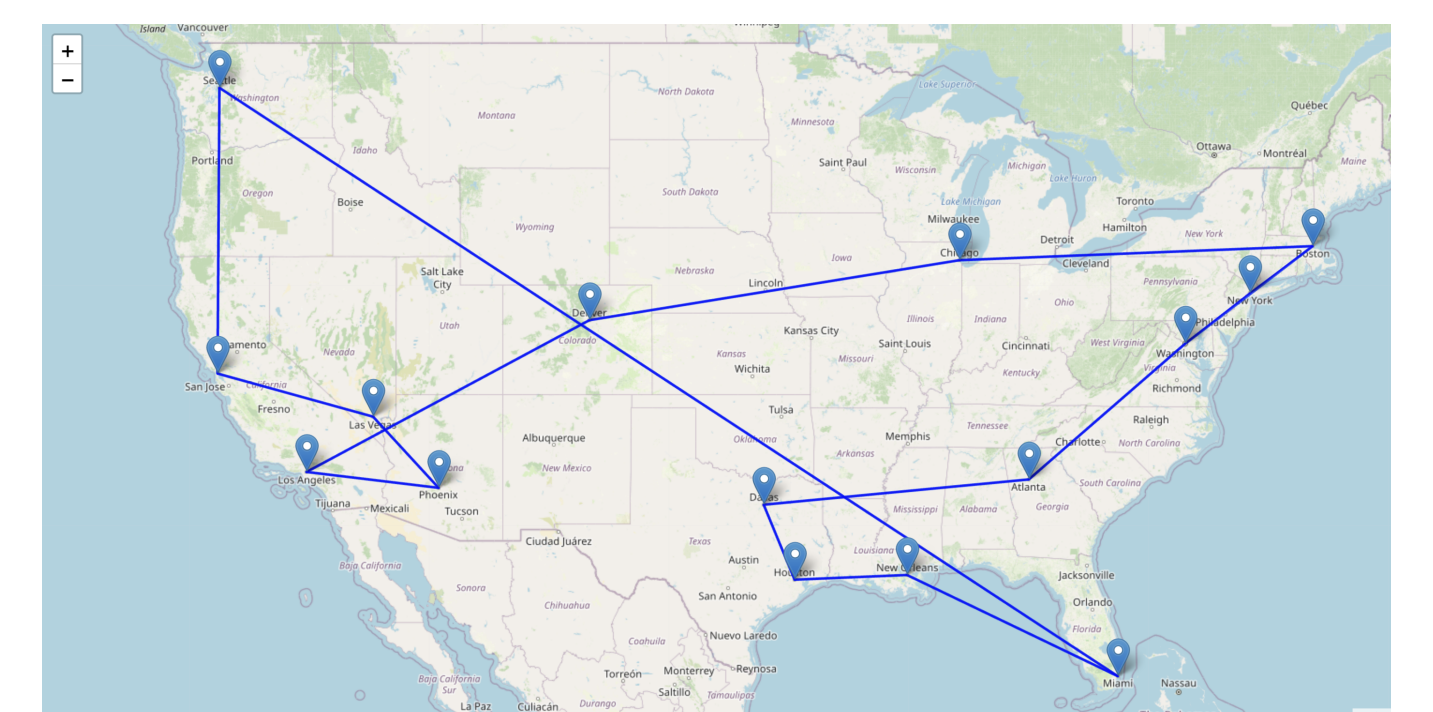 Winnipeg
Island
Vancouver
+
−
Seattle
Washington
North Dakota
Lake Superior
Québec
Montana
Minnesota
Portland
Idaho
Ottawa
Montréal
Saint Paul
Wisconsin
Michigan
Maine
Lake Huron
Oregon
Boise
South Dakota
Lake Michigan
Toronto
Milwaukee
Hamilton
Wyoming
Detroit
New York
Chicago
Boston
Iowa
Cleveland
Salt Lake
City
Nebraska
Lincoln
Pennsylvania
New York
Denver
Ohio
Utah
Illinois
Indiana
Philadelphia
Kansas City
Colorado
Saint Louis
Cincinnati
West Virginia
amento
Nevada
Kansas
Missouri
Washington
Wichita
Virginia
Kentucky
San Jose
California
Richmond
Fresno
Tulsa
Las Vegas
Raleigh
Tennessee
Albuquerque
Oklahoma
Memphis
Charlotte
North Carolina
Arkansas
New Mexico
ona
Los Angeles
South Carolina
Atlanta
Phoenix
Dallas
Tijuana
Mexicali
Tucson
Mississippi
Alabama
Georgia
Ciudad Juárez
Texas
Louisiana
Austin
New Orleans
Baja California
Houston
Jacksonville
Sonora
San Antonio
Chihuahua
Orlando
Florida
Nuevo Laredo
Coahuila
Reynosa
Monterrey
Torreón
Baja California
Sur
Miami
Nassau
Saltillo
Tamaulipas
La Paz
Culiacán
Durango